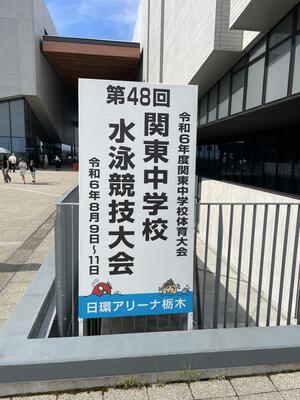 令和6年度関東中学校体育大会
第48回
関東中学校
水泳競技大会
令和6年8月9日~11日
日環アリーナ栃木